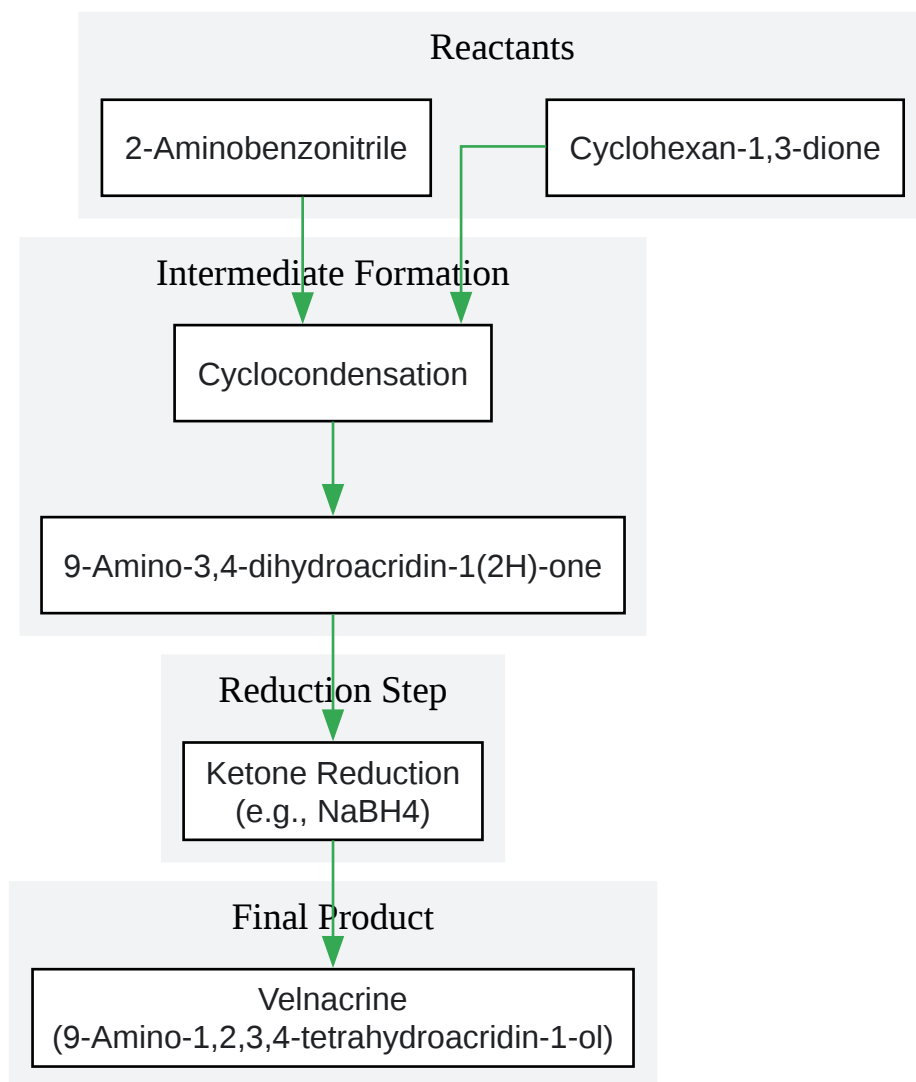 Reactants
2-Aminobenzonitrile
Cyclohexan-1,3-dione
Intermediate Formation
Cyclocondensation
9-Amino-3,4-dihydroacridin-1(2H)-one
Reduction Step
Ketone Reduction
(e.g., NaBH4)
Final Product
Velnacrine
(9-Amino-1,2,3,4-tetrahydroacridin-1-ol)